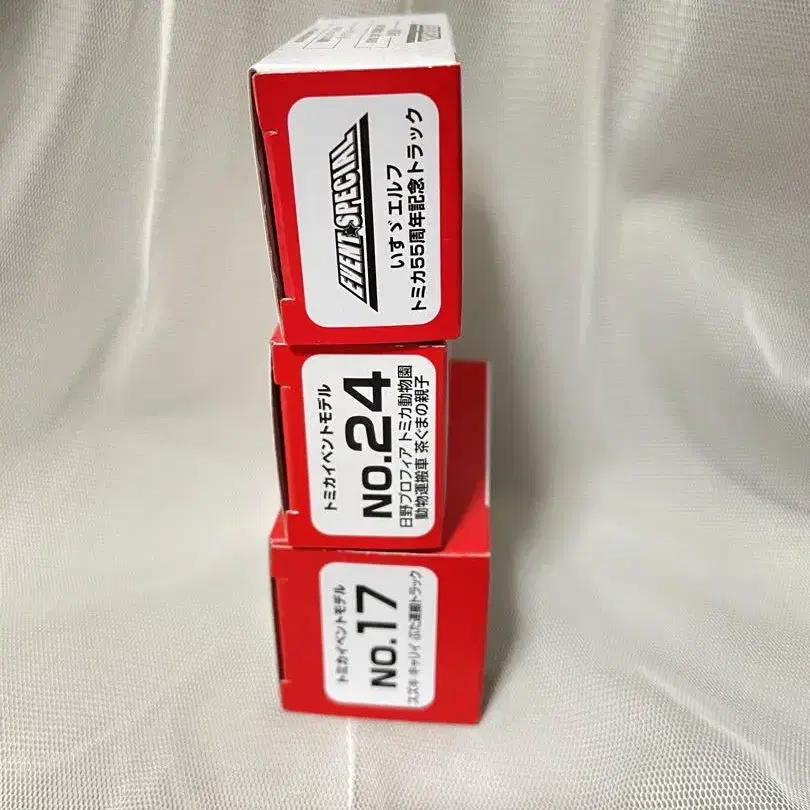 EVENT★SPECIAL
いすゞエルフ
トミカ55周年記念トラック
トミカイベントモデル
NO.24
日野プロフィア トミカ動物園
動物運搬車 茶ぐまの親子
トミカイベントモデル
NO.17
スズキ キャリイ ぶた運搬トラック